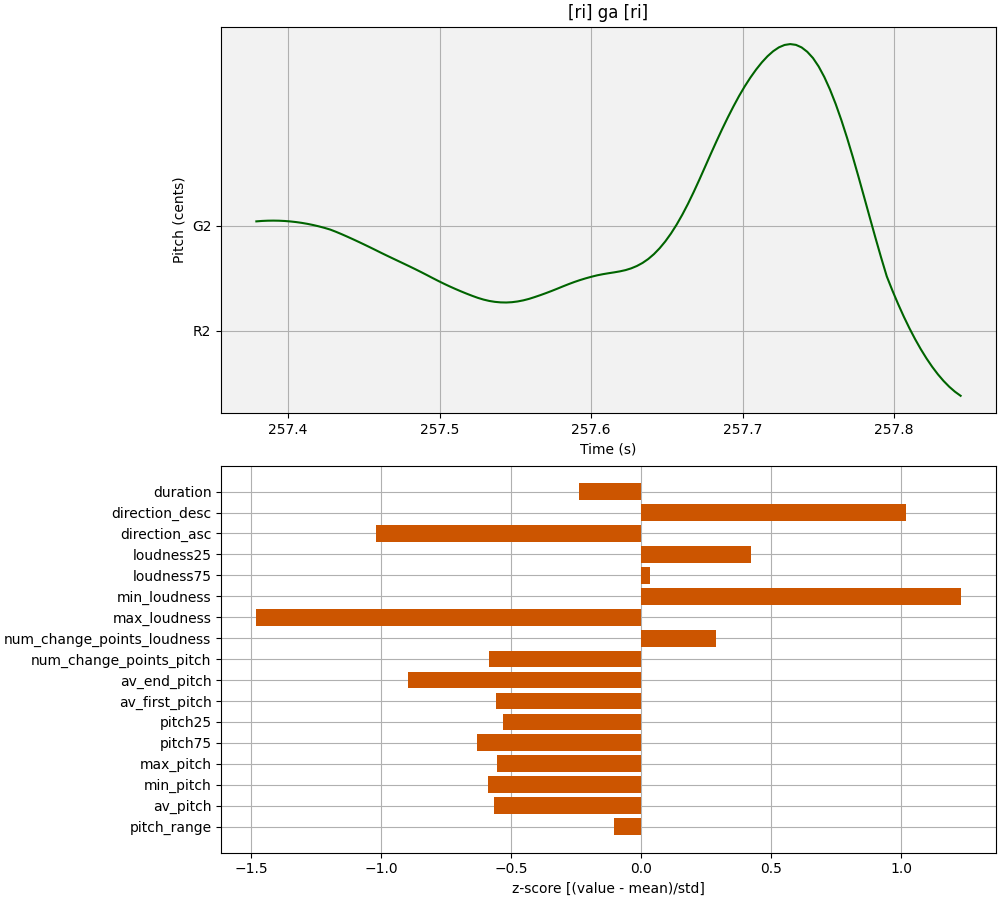 [ri] ga [ri]
Pitch (cents)
G2
R2
257.4 257.5 257.6 257.7 257.8
Time (s)
duration
direction_desc
direction_asc
loudness25
loudness75
min_loudness
max_loudness
num_change_points_loudness
num_change_points_pitch
av_end_pitch
av_first_pitch
pitch25
pitch75
max_pitch
min_pitch
av_pitch
pitch_range
−1.5 −1.0 −0.5 0.0 0.5 1.0
z-score [(value - mean)/std]